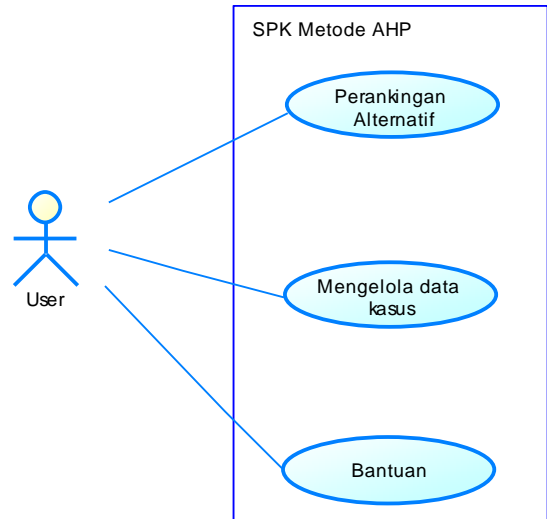 SPK Metode AHP
Perankingan
Alternatif
User
Mengelola data
kasus
Bantuan